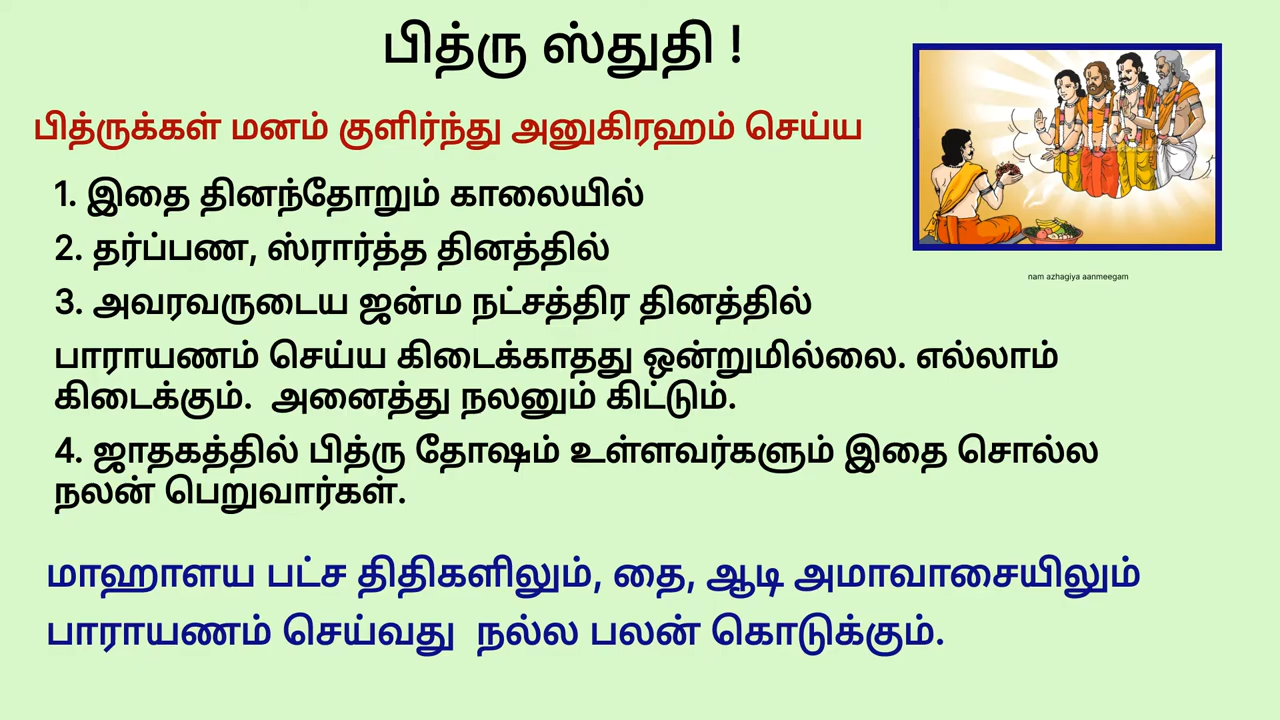 பித்ரு ஸ்துதி !
பித்ருக்கள் மனம் குளிர்ந்து அனுகிரஹம் செய்ய
1. இதை தினந்தோறும் காலையில்
2. தர்ப்பண, ஸ்ரார்த்த தினத்தில்
3. அவரவருடைய ஜன்ம நட்சத்திர தினத்தில்
பாராயணம் செய்ய கிடைக்காதது ஒன்றுமில்லை. எல்லாம்
கிடைக்கும். அனைத்து நலனும் கிட்டும்.
4. ஜாதகத்தில் பித்ரு தோஷம் உள்ளவர்களும் இதை சொல்ல
நலன் பெறுவார்கள்.
மாஹாளய பட்ச திதிகளிலும், தை, ஆடி அமாவாசையிலும்
பாராயணம் செய்வது நல்ல பலன் கொடுக்கும்.
nam azhagiya aanmeegam